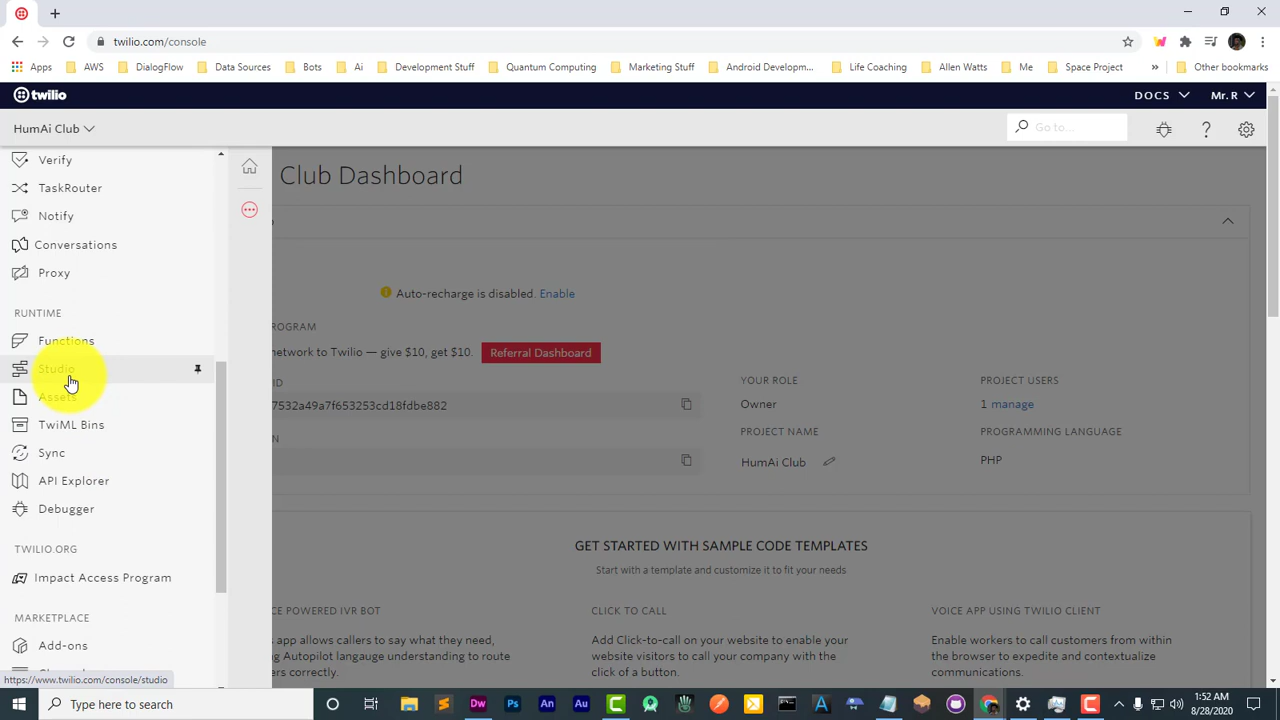 twilio.com/console
Apps
AWS
DialogFlow
Data Sources
Bots
Ai
Development Stuff
Quantum Computing
Marketing Stuff
Android Developm...
Life Coaching
Allen Watts
Me
Space Project
»
Other bookmarks
twilio
DOCS
Mr. R
HumAi Club
Go to...
Verify
TaskRouter
Notify
Conversations
Proxy
RUNTIME
Functions
Studio
Assets
TwiML Bins
Sync
API Explorer
Debugger
TWILIO.ORG
Impact Access Program
MARKETPLACE
Add-ons
Club Dashboard
Auto-recharge is disabled. Enable
ROGRAM
network to Twilio — give $10, get $10.
Referral Dashboard
ID
7532a49a7f653253cd18fdbe882
N
YOUR ROLE
Owner
PROJECT USERS
1 manage
PROJECT NAME
HumAi Club
PROGRAMMING LANGUAGE
PHP
GET STARTED WITH SAMPLE CODE TEMPLATES
Start with a template and customize it to fit your needs
CE POWERED IVR BOT
s app allows callers to say what they need,
ng Autopilot langauge understanding to route
ers correctly.
CLICK TO CALL
Add Click-to-call on your website to enable your
website visitors to call your company with the
click of a button.
VOICE APP USING TWILIO CLIENT
Enable workers to call customers from within
the browser to expedite and contextualize
communications.
https://www.twilio.com/console/studio
Type here to search
Dw
Ps
An
Au
1:52 AM
8/28/2020